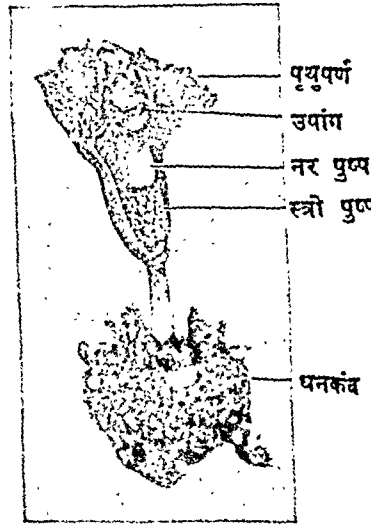 पृथुपर्ण
उपांग
नर पुष्प
स्त्री पुष्प
घनकंद